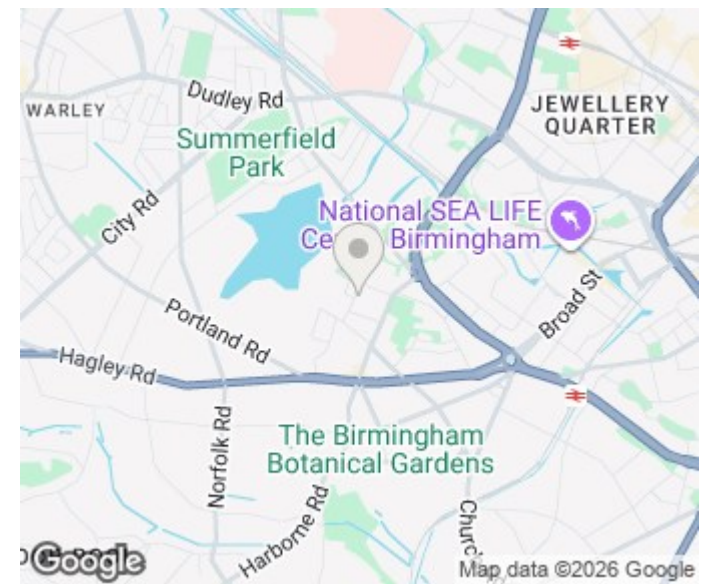 WARLEY
Dudley Rd
JEWELLERY
QUARTER
Summerfield
Park
City Rd
National SEA LIFE
Birmingham
Broad St
Portland Rd
Hagley Rd
Norfolk Rd
The Birmingham
Botanical Gardens
Harborne Rd
Google
Map data ©2026 Google